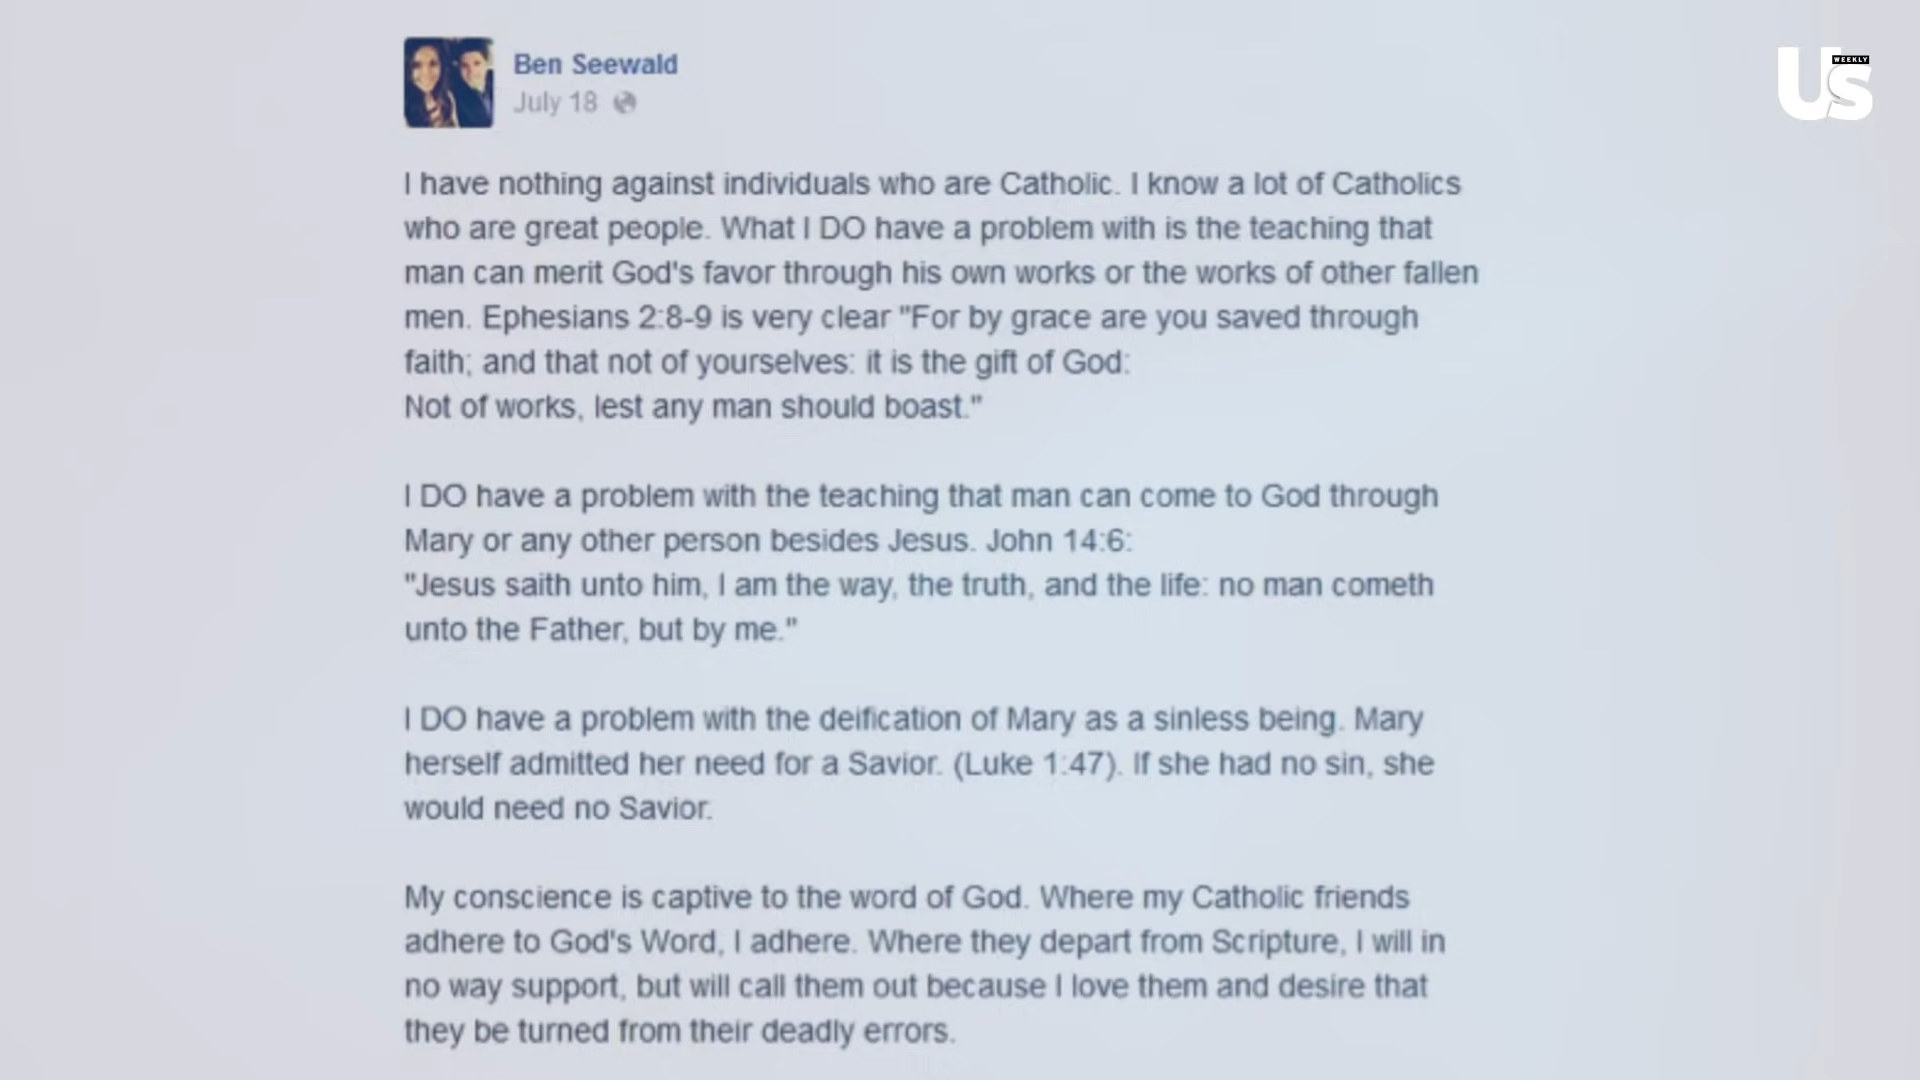 Ben Seewald
July 18
Us
WEEKLY
I have nothing against individuals who are Catholic. I know a lot of Catholics
who are great people. What I DO have a problem with is the teaching that
man can merit God's favor through his own works or the works of other fallen
men. Ephesians 2:8-9 is very clear "For by grace are you saved through
faith; and that not of yourselves: it is the gift of God:
Not of works, lest any man should boast."
I DO have a problem with the teaching that man can come to God through
Mary or any other person besides Jesus. John 14:6:
"Jesus saith unto him, I am the way, the truth, and the life: no man cometh
unto the Father, but by me."
I DO have a problem with the deification of Mary as a sinless being. Mary
herself admitted her need for a Savior. (Luke 1:47). If she had no sin, she
would need no Savior.
My conscience is captive to the word of God. Where my Catholic friends
adhere to God's Word, I adhere. Where they depart from Scripture, I will in
no way support, but will call them out because I love them and desire that
they be turned from their deadly errors.